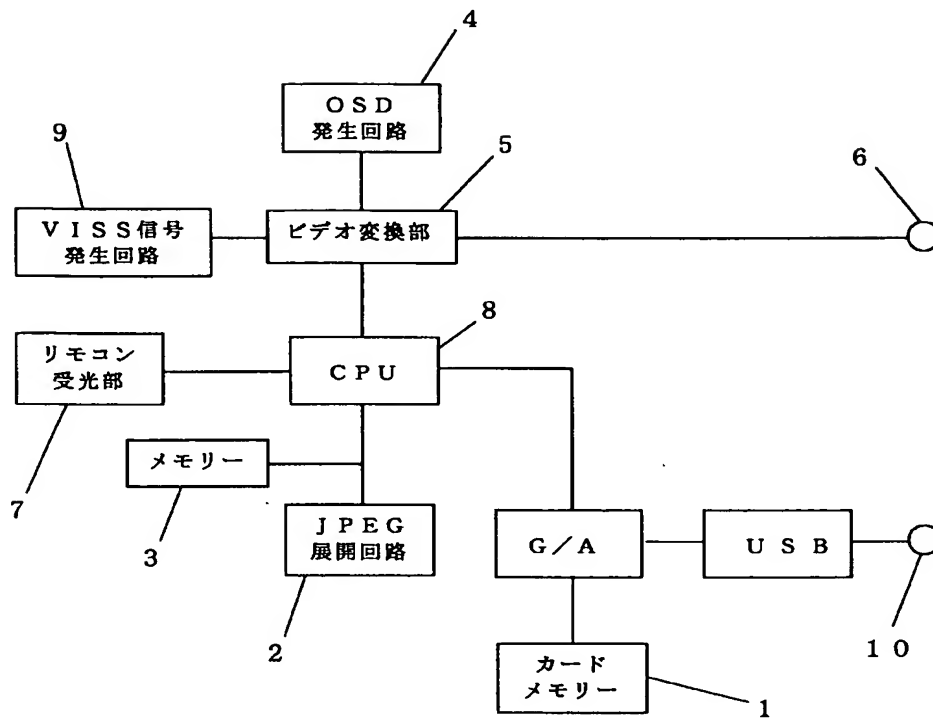 4
OSD
発生回路
9
5
6
VISS信号
発生回路
ビデオ変換部
8
リモコン
受光部
CPU
メモリー
7
3
JPEG
展開回路
G/A
USB
2
10
カード
メモリー
1